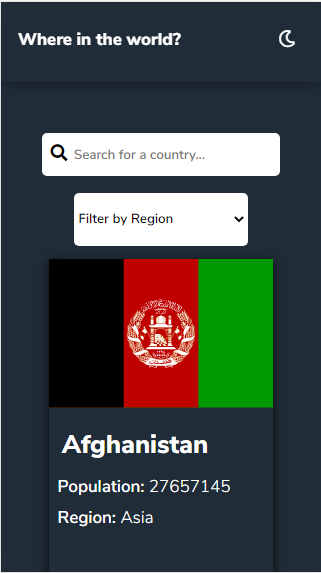 Where in the world?
Search for a country...
Filter by Region
Afghanistan
Population: 27657145
Region: Asia